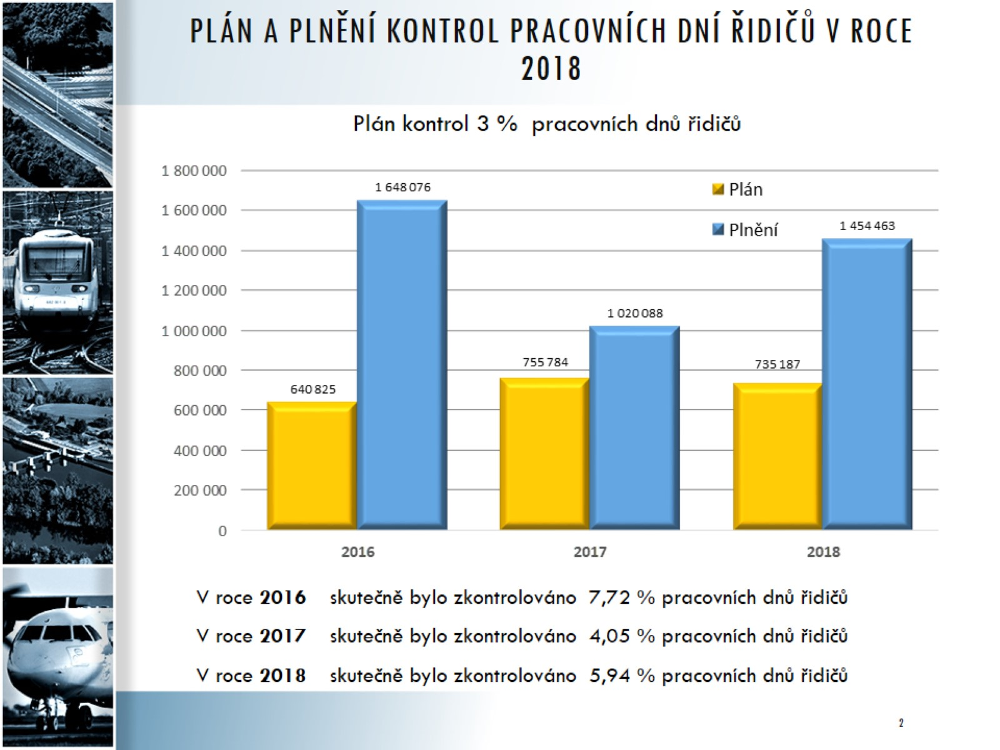 PLÁN A PLNĚNÍ KONTROL PRACOVNÍCH DNÍ ŘIDIČŮ V ROCE
2018
Plán kontrol 3 % pracovních dnů řidičů
1 800 000
1 600 000
1 400 000
1 200 000
1 000 000
800 000
600 000
400 000
200 000
0
640 825
1 648 076
755 784
1 020 088
735 187
1 454 463
Plán
Plnění
2016
2017
2018
V roce 2016 skutečně bylo zkontrolováno 7,72 % pracovních dnů řidičů
V roce 2017 skutečně bylo zkontrolováno 4,05 % pracovních dnů řidičů
V roce 2018 skutečně bylo zkontrolováno 5,94 % pracovních dnů řidičů
2